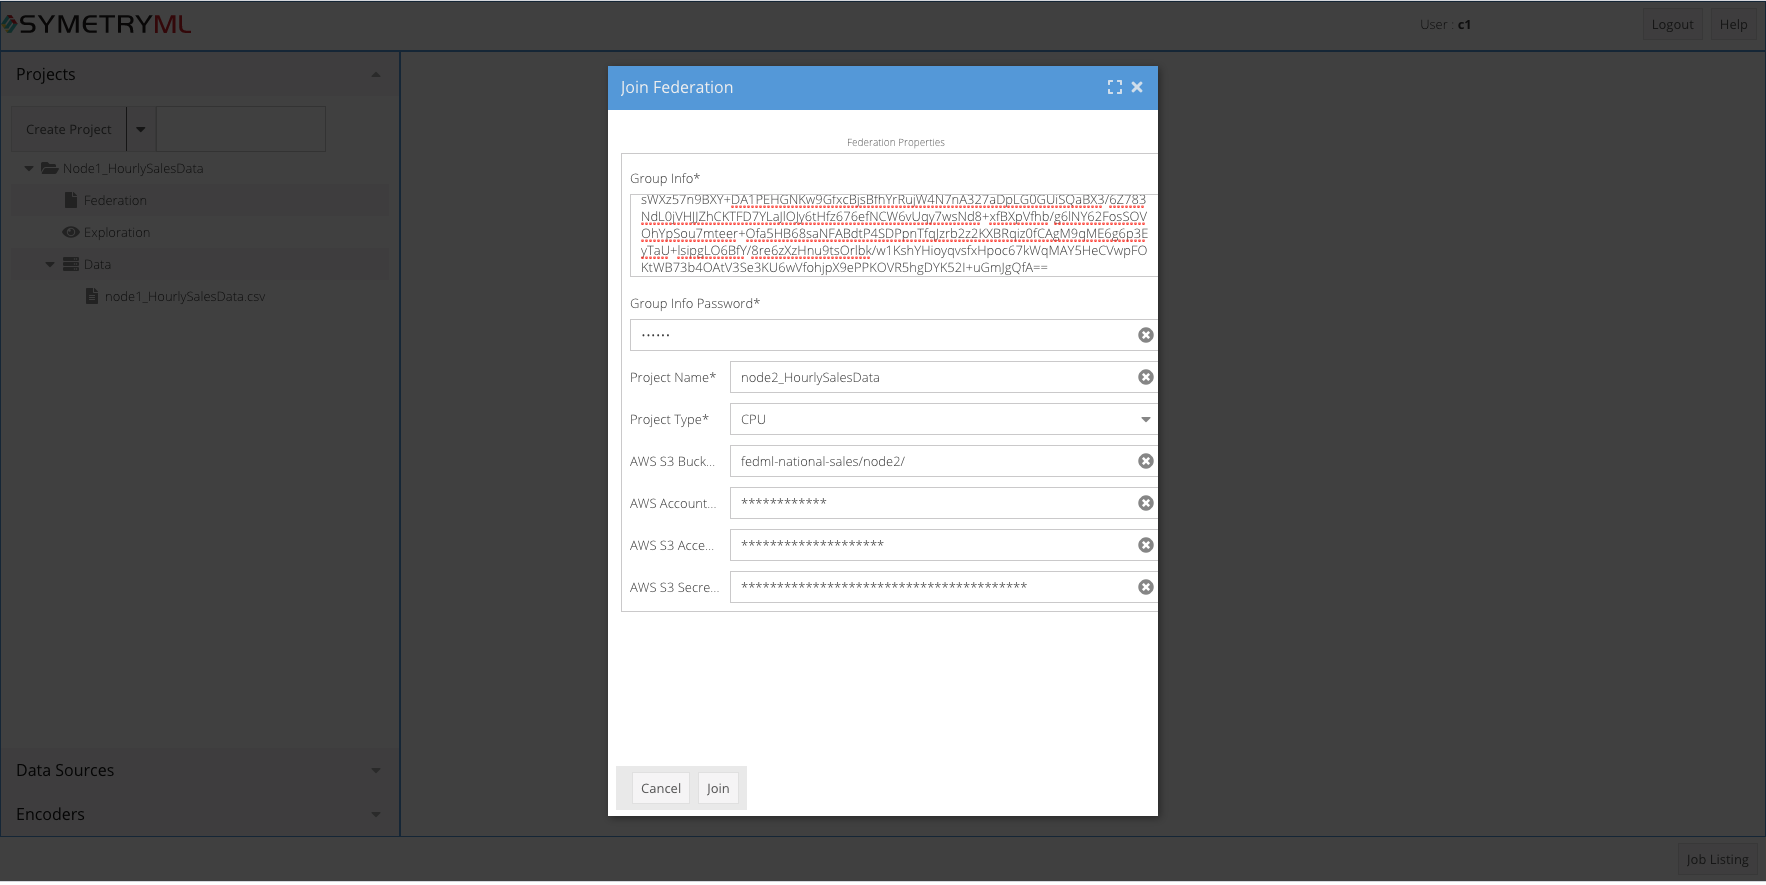 SYMETRYML
User : c1
Logout
Help
Projects
Create Project
Node1_HourlySalesData
Federation
Exploration
Data
node1_HourlySalesData.csv
Data Sources
Encoders
Join Federation
Federation Properties
Group Info*
sWXz57n9BXY+DA1PEHGNKw9GfxcBjsBfhYrRujW4N7nA327aDpLG0GUiSQaBX3/6Z783
NdL0jVHJJZhCKTFD7YLaJlOJy6tHfz676efNCW6vUqy7wsNd8+xfBXpVfhb/g6lNY62FosSOV
OhYpSou7mteer+Ofa5HB68saNFABdtP4SDPpnTfqJzrb2z2KXBRqiz0fCAgM9qME6g6p3E
yTaU+lsipgLO6BfY/8re6zXzHnu9tsOrlbk/w1KshYHioyqvsfxHpoc67kWqMAY5HeCVwpFO
KtWB73b4OAtV3Se3KU6wVfohjpX9ePPKOVR5hgDYK52I+uGmJgQfA==
Group Info Password*
······
Project Name*
node2_HourlySalesData
Project Type*
CPU
AWS S3 Buck...
fedml-national-sales/node2/
AWS Account...
************
AWS S3 Acce...
********************
AWS S3 Secre...
****************************************
Cancel
Join
Job Listing